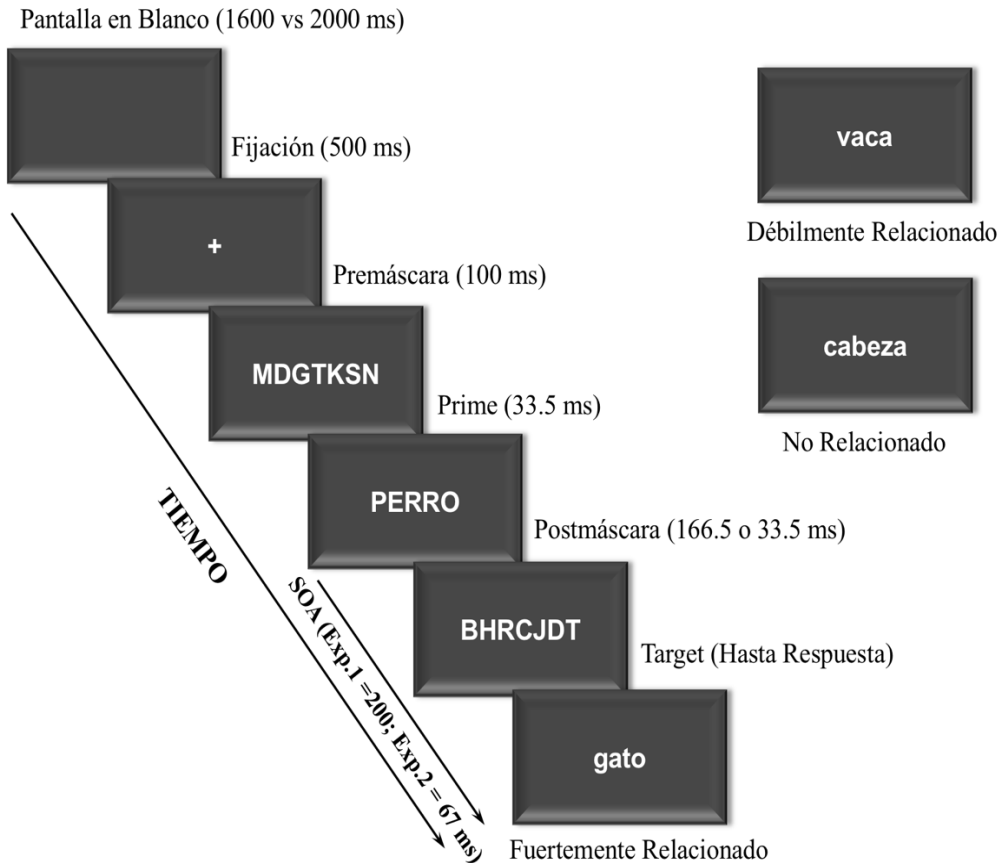 Pantalla en Blanco (1600 vs 2000 ms)
Fijación (500 ms)
+
Premáscara (100 ms)
MDGTKSN
Prime (33.5 ms)
PERRO
Postmáscara (166.5 o 33.5 ms)
BHRCJDT
Target (Hasta Respuesta)
gato
Fuertemente Relacionado
TIEMPO
SOA (Exp.1 =200; Exp.2 = 67 ms)
vaca
Débilmente Relacionado
cabeza
No Relacionado